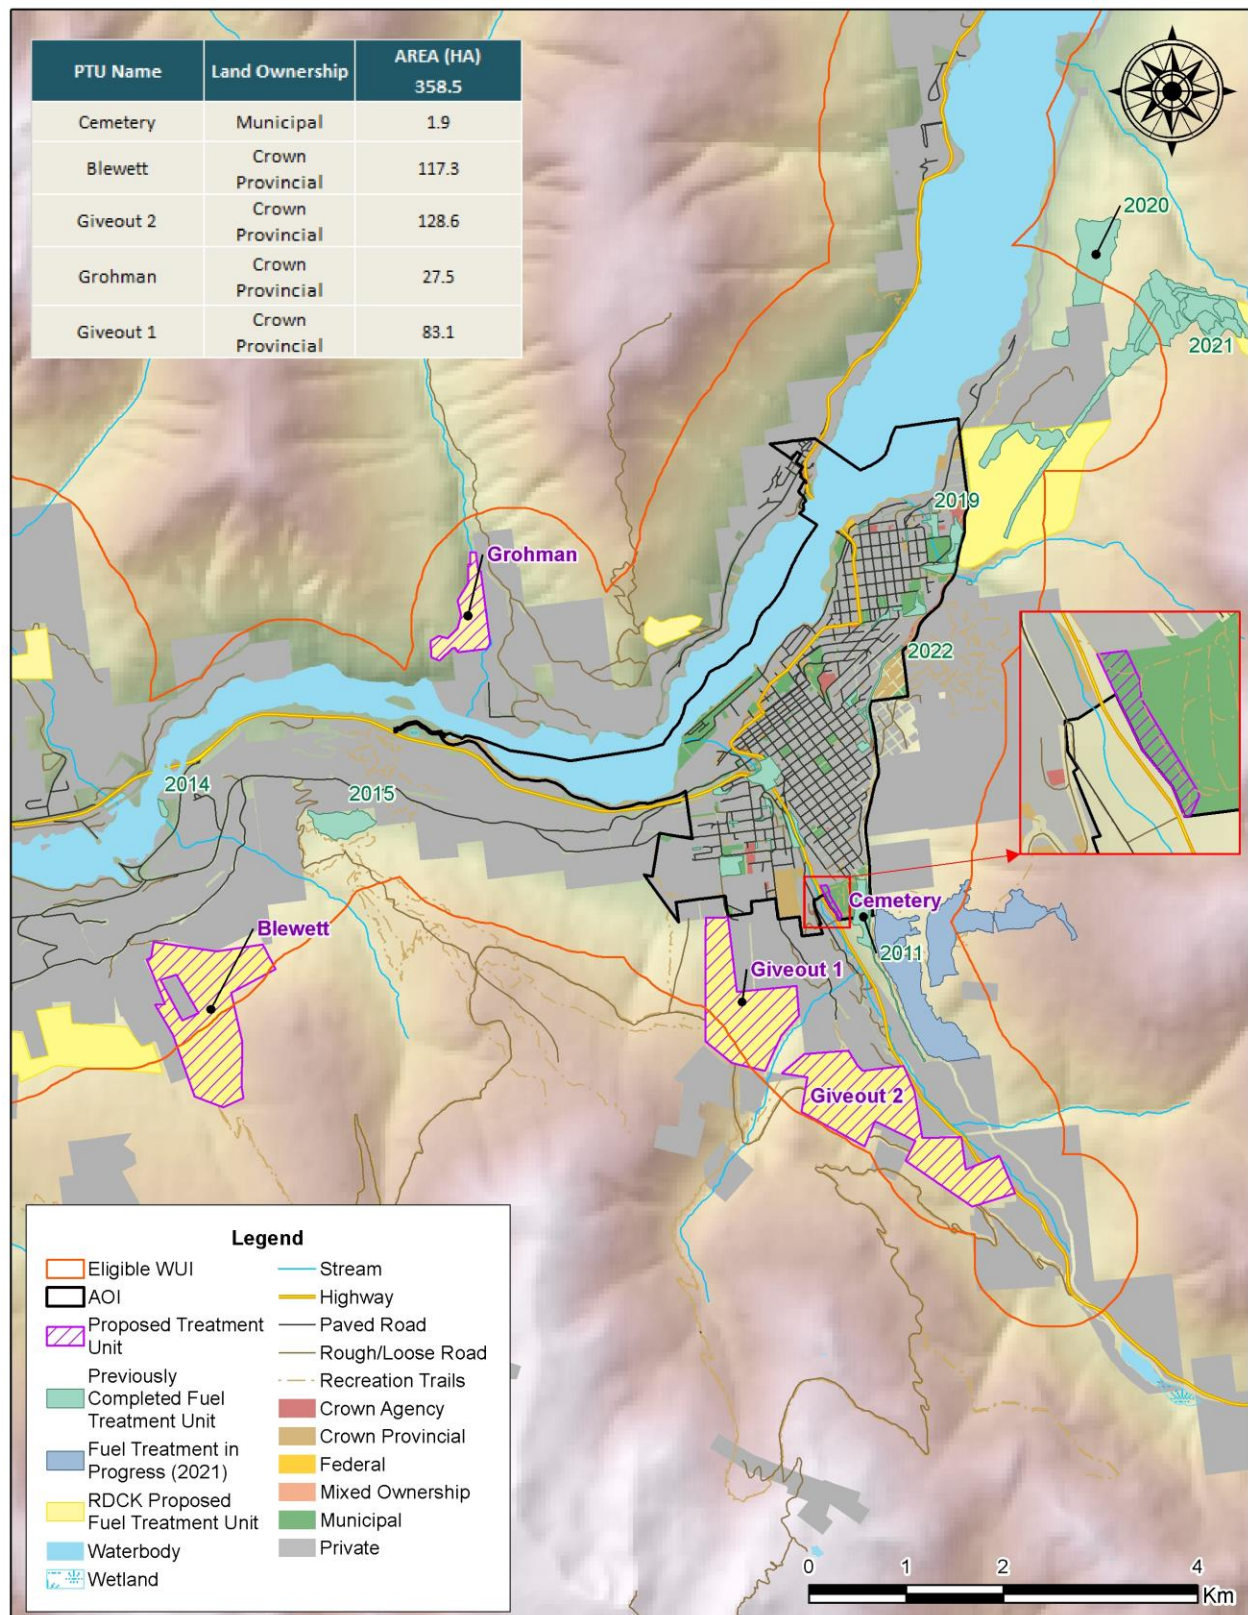 PTU Name Land Ownership AREA (HA)
358.5
Cemetery Municipal 1.9
Blewett Crown Provincial 117.3
Giveout 2 Crown Provincial 128.6
Grohman Crown Provincial 27.5
Giveout 1 Crown Provincial 83.1
2020
2021
2019
Grohman
2022
2014
2015
Blewett
Cemetery
2011
Giveout 1
Giveout 2
Legend
Eligible WUI
AOI
Proposed Treatment
Unit
Previously
Completed Fuel
Treatment Unit
Fuel Treatment in
Progress (2021)
RDCK Proposed
Fuel Treatment Unit
Waterbody
Wetland
Stream
Highway
Paved Road
Rough/Loose Road
Recreation Trails
Crown Agency
Crown Provincial
Federal
Mixed Ownership
Municipal
Private
0 1 2 4
Km